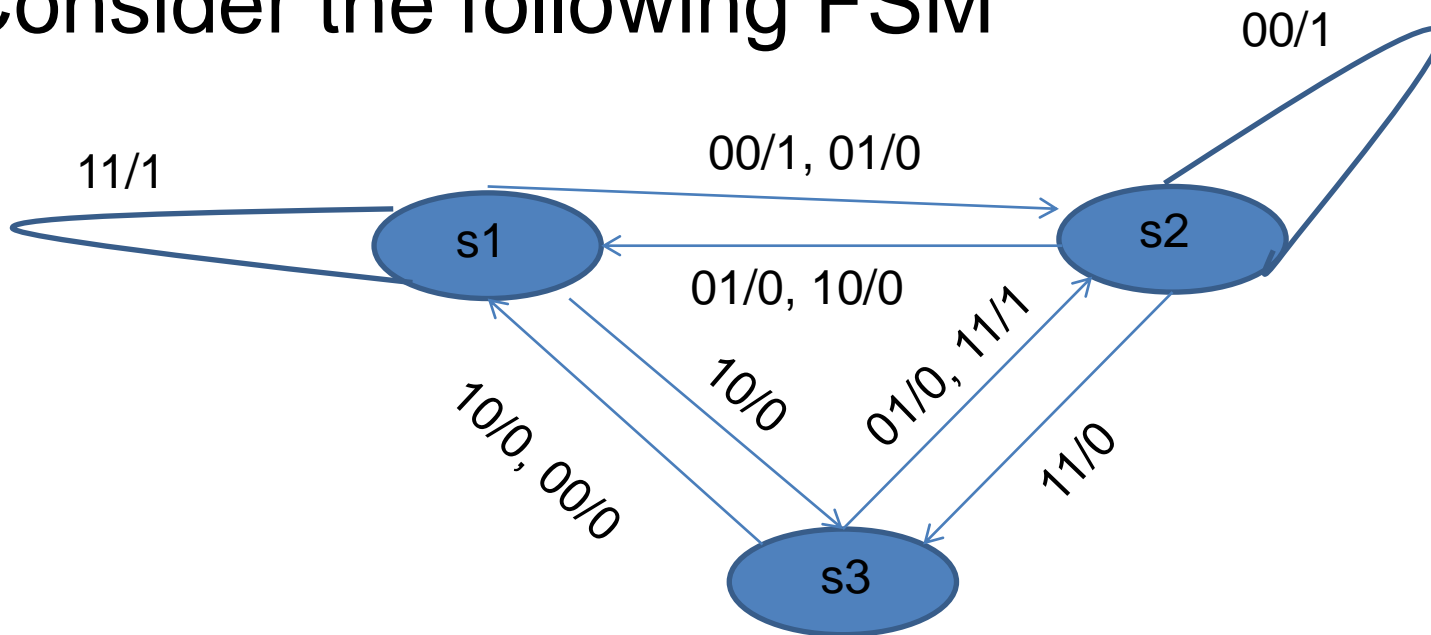 onsider the following FSM
00/1
11/1
00/1, 01/0
s1
s2
01/0, 10/0
10/0, 00/0
10/0
01/0, 11/1
11/0
s3